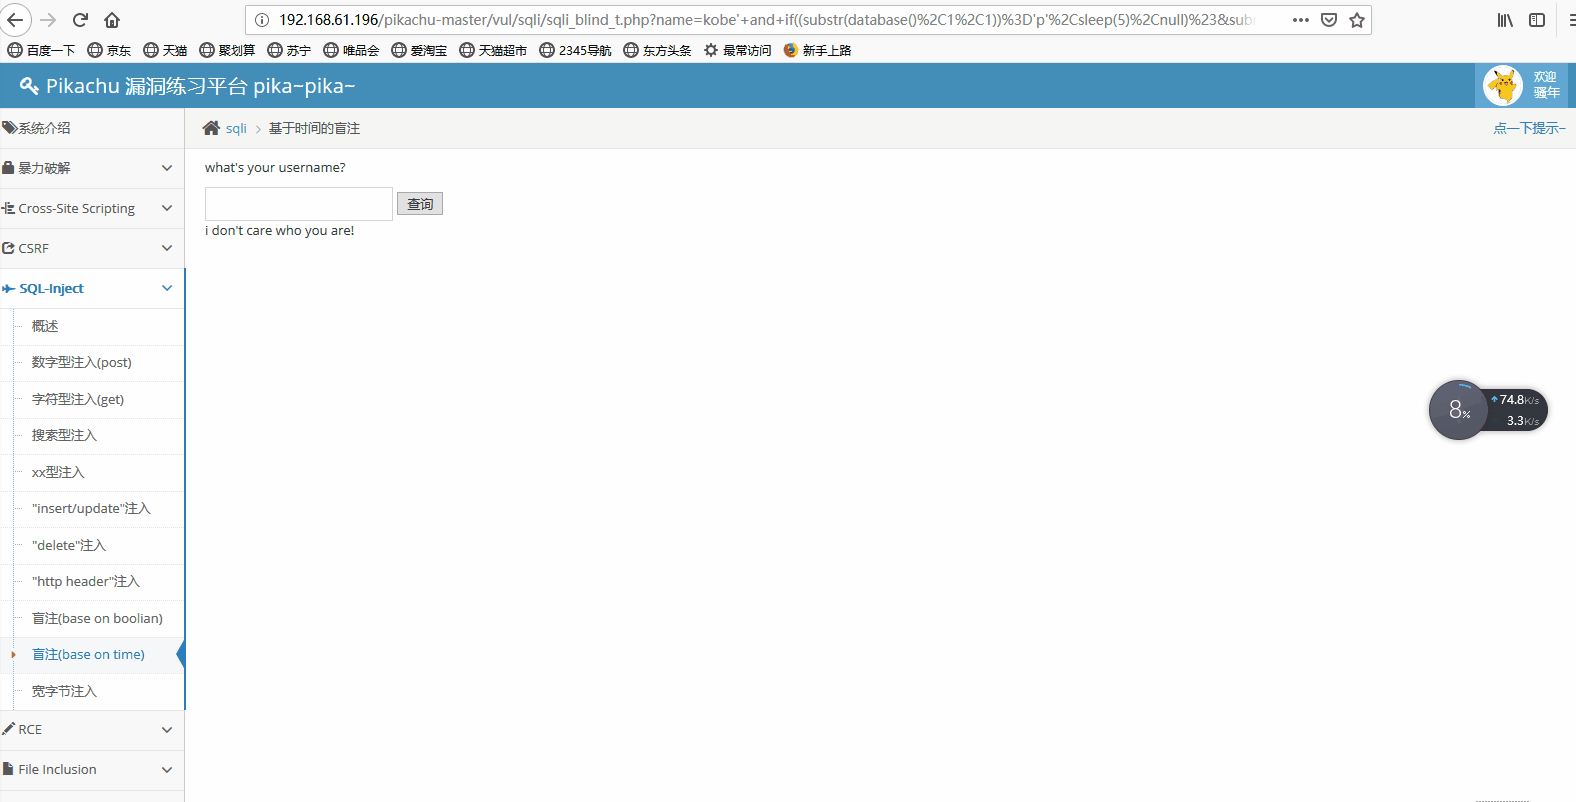 192.168.61.196/pikachu-master/vul/sqli/sqli_blind_t.php?name=kobe'+and+if((substr(database()%2C1%2C1))%3D'p'%2Csleep(5)%2Cnull)%23&subr
百度一下 京东 天猫 聚划算 苏宁 唯品会 爱淘宝 天猫超市 2345导航 东方头条 最常访问 新手上路
Pikachu 漏洞练习平台 pika~pika~
欢迎
骚年
系统介绍
sqli > 基于时间的盲注
点一下提示~
what's your username?
查询
i don't care who you are!
暴力破解
Cross-Site Scripting
CSRF
SQL-Inject
概述
数字型注入(post)
字符型注入(get)
搜索型注入
xx型注入
"insert/update"注入
"delete"注入
"http header"注入
盲注(base on boolian)
盲注(base on time)
宽字节注入
RCE
File Inclusion
8%
74.8K/s
3.3K/s